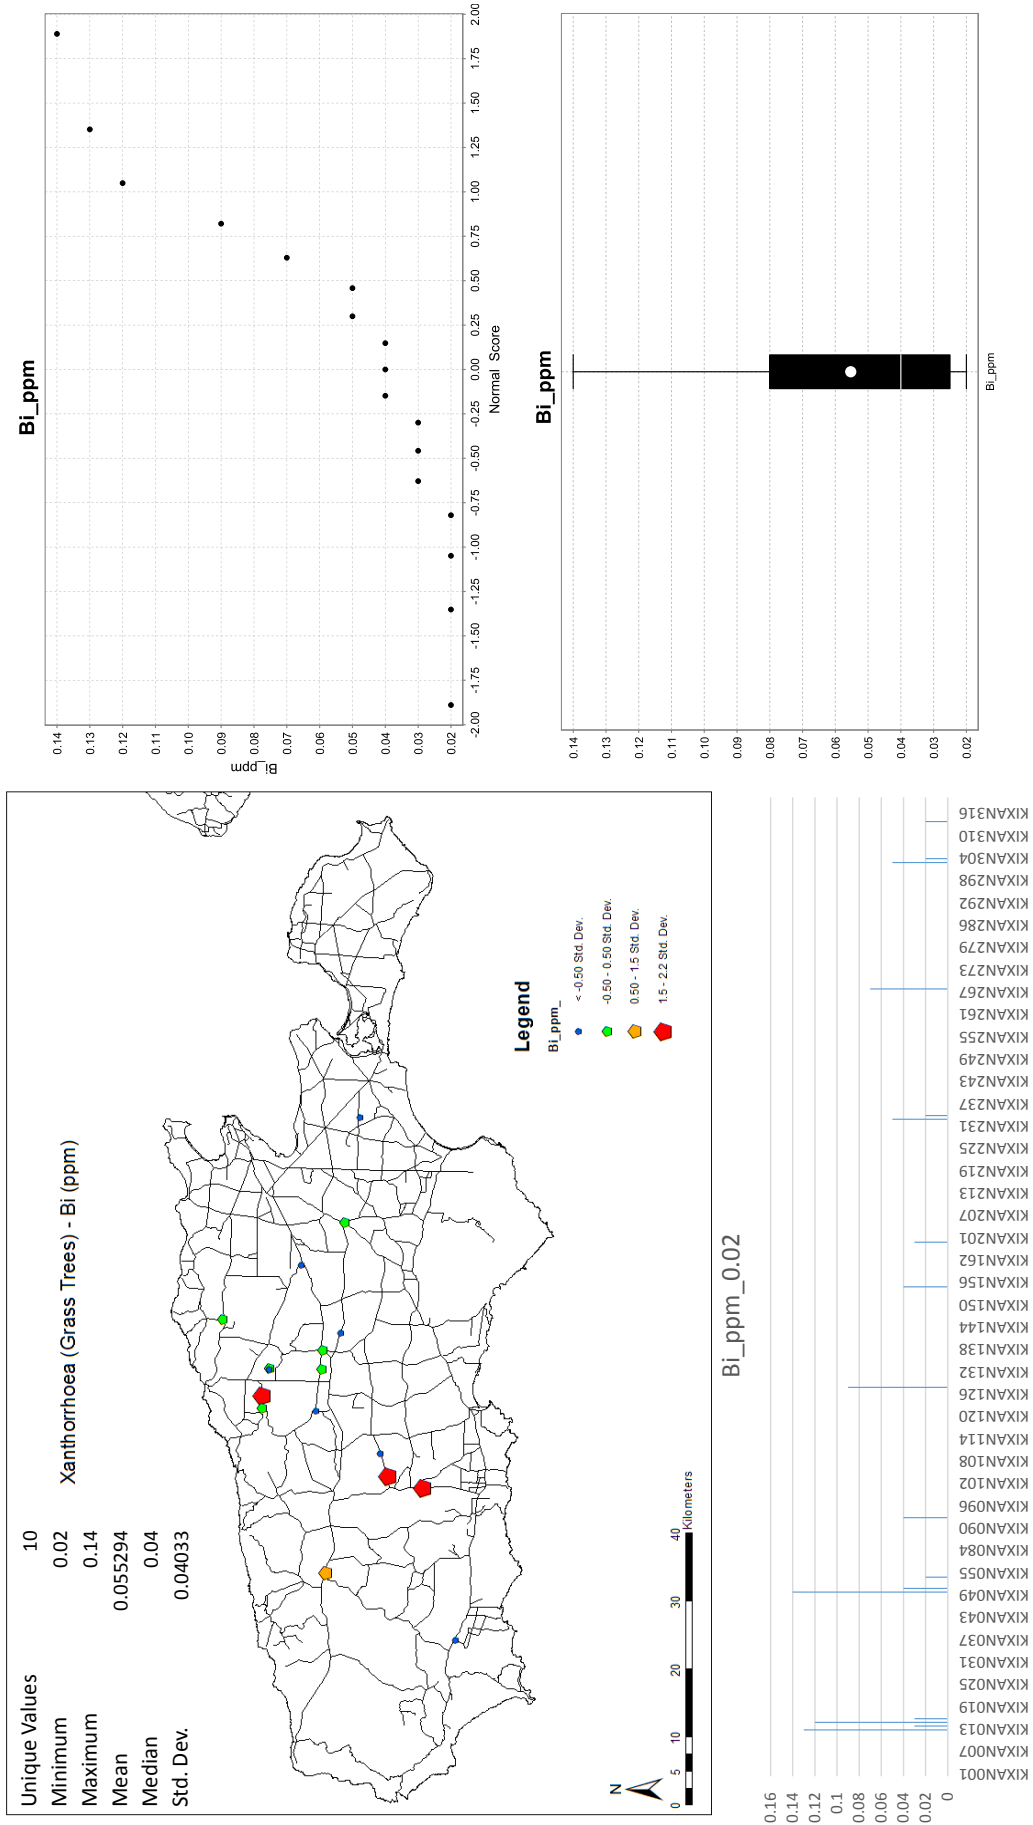 Unique Values 10
Minimum 0.02
Maximum 0.14
Mean 0.055294
Median 0.04
Std. Dev. 0.04033
Xanthorrhoea (Grass Trees) - Bi (ppm)
N
0 5 10 20 30 40
Kilometers
Legend
Bi_ppm_
< -0.50 Std. Dev.
-0.50 - 0.50 Std. Dev.
0.50 - 1.5 Std. Dev.
1.5 - 2.2 Std. Dev.
Bi_ppm
0.14
0.13
0.12
0.11
0.10
0.09
0.08
0.07
0.06
0.05
0.04
0.03
0.02
Bi_ppm
-2.00 -1.75 -1.50 -1.25 -1.00 -0.75 -0.50 -0.25 0.00 0.25 0.50 0.75 1.00 1.25 1.50 1.75 2.00
Normal Score
Bi_ppm_0.02
0.16
0.14
0.12
0.1
0.08
0.06
0.04
0.02
0
KIXAN001
KIXAN007
KIXAN013
KIXAN019
KIXAN025
KIXAN031
KIXAN037
KIXAN043
KIXAN049
KIXAN055
KIXAN084
KIXAN090
KIXAN096
KIXAN102
KIXAN108
KIXAN114
KIXAN120
KIXAN126
KIXAN132
KIXAN138
KIXAN144
KIXAN150
KIXAN156
KIXAN162
KIXAN201
KIXAN207
KIXAN213
KIXAN219
KIXAN225
KIXAN231
KIXAN237
KIXAN243
KIXAN249
KIXAN255
KIXAN261
KIXAN267
KIXAN273
KIXAN279
KIXAN286
KIXAN292
KIXAN298
KIXAN304
KIXAN310
KIXAN316
Bi_ppm
0.14
0.13
0.12
0.11
0.10
0.09
0.08
0.07
0.06
0.05
0.04
0.03
0.02
Bi_ppm